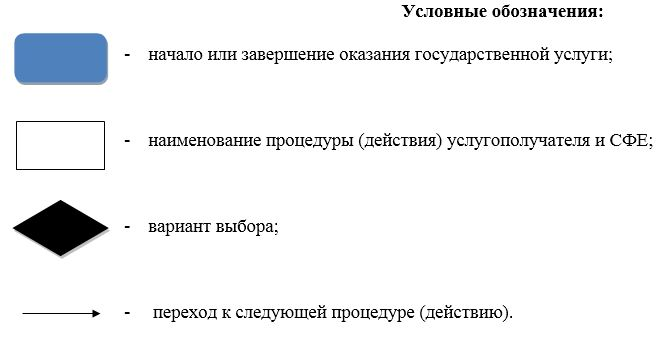 Условные обозначения:
- начало или завершение оказания государственной услуги;
- наименование процедуры (действия) услугополучателя и СФЕ;
- вариант выбора;
- переход к следующей процедуре (действию).